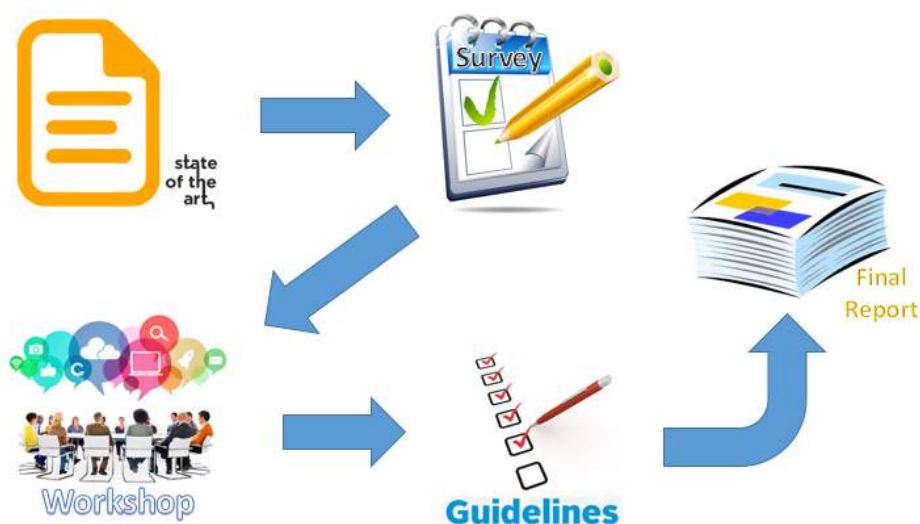 state
of the
art
Survey
Workshop
Guidelines
Final
Report